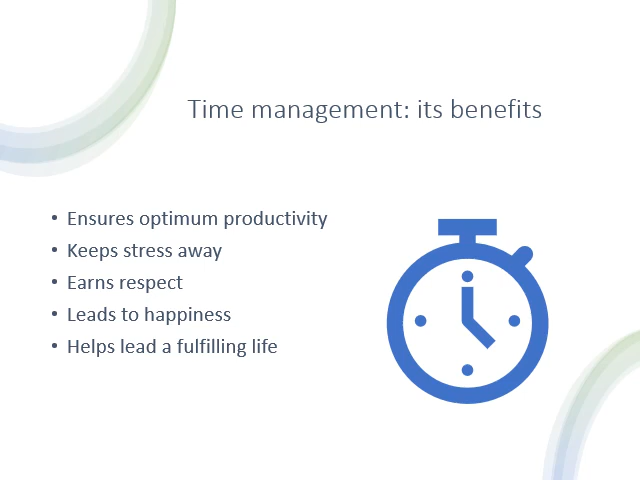 Time management: its benefits
• Ensures optimum productivity
• Keeps stress away
• Earns respect
• Leads to happiness
• Helps lead a fulfilling life